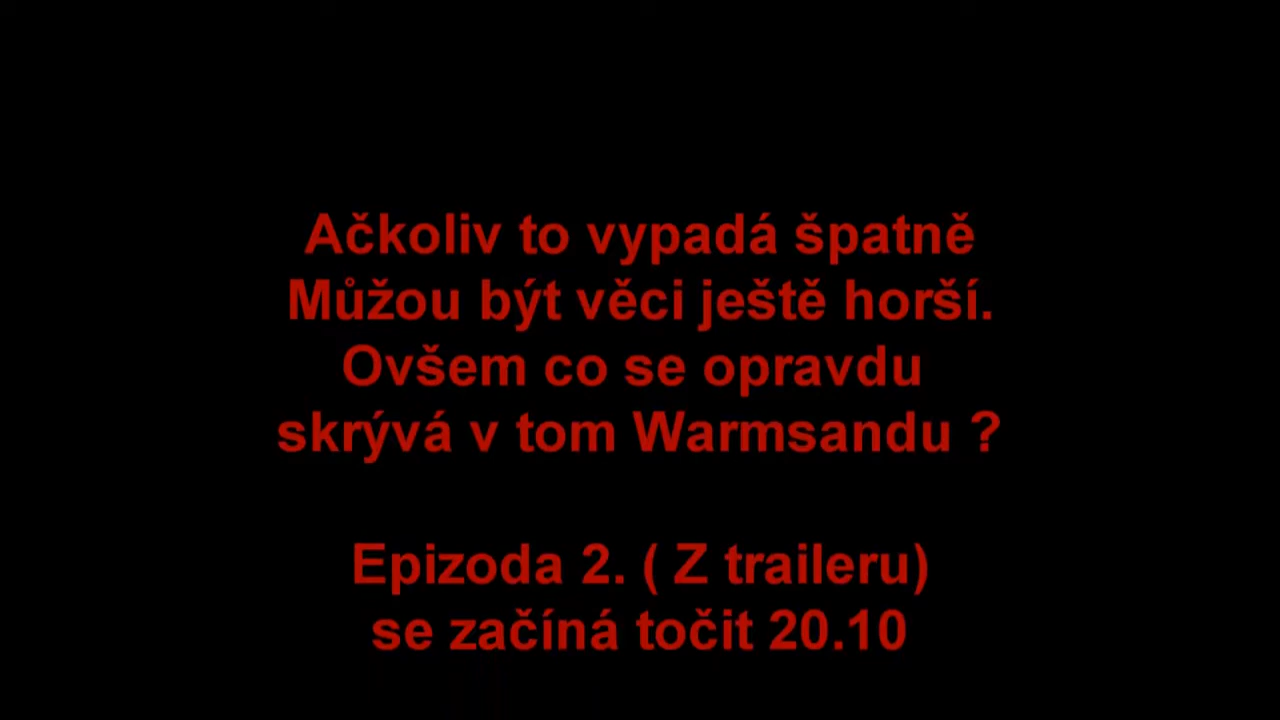 Ačkoliv to vypadá špatně
Můžou být věci ještě horší.
Ovšem co se opravdu
skrývá v tom Warmsandu ?
Epizoda 2. ( Z traileru)
se začíná točit 20.10